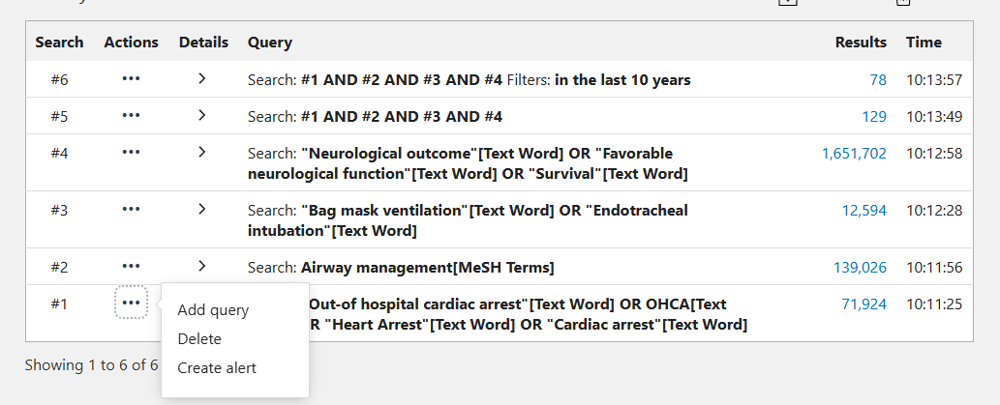 Search Actions Details Query Results Time
#6 ••• > Search: #1 AND #2 AND #3 AND #4 Filters: in the last 10 years 78 10:13:57
#5 ••• > Search: #1 AND #2 AND #3 AND #4 129 10:13:49
#4 ••• > Search: "Neurological outcome"[Text Word] OR "Favorable 1,651,702 10:12:58
neurological function"[Text Word] OR "Survival"[Text Word]
#3 ••• > Search: "Bag mask ventilation"[Text Word] OR "Endotracheal 12,594 10:12:28
intubation"[Text Word]
#2 ••• > Search: Airway management[MeSH Terms] 139,026 10:11:56
#1 ••• Out-of hospital cardiac arrest"[Text Word] OR OHCA[Text 71,924 10:11:25
R "Heart Arrest"[Text Word] OR "Cardiac arrest"[Text Word]
Add query
Delete
Create alert
Showing 1 to 6 of 6